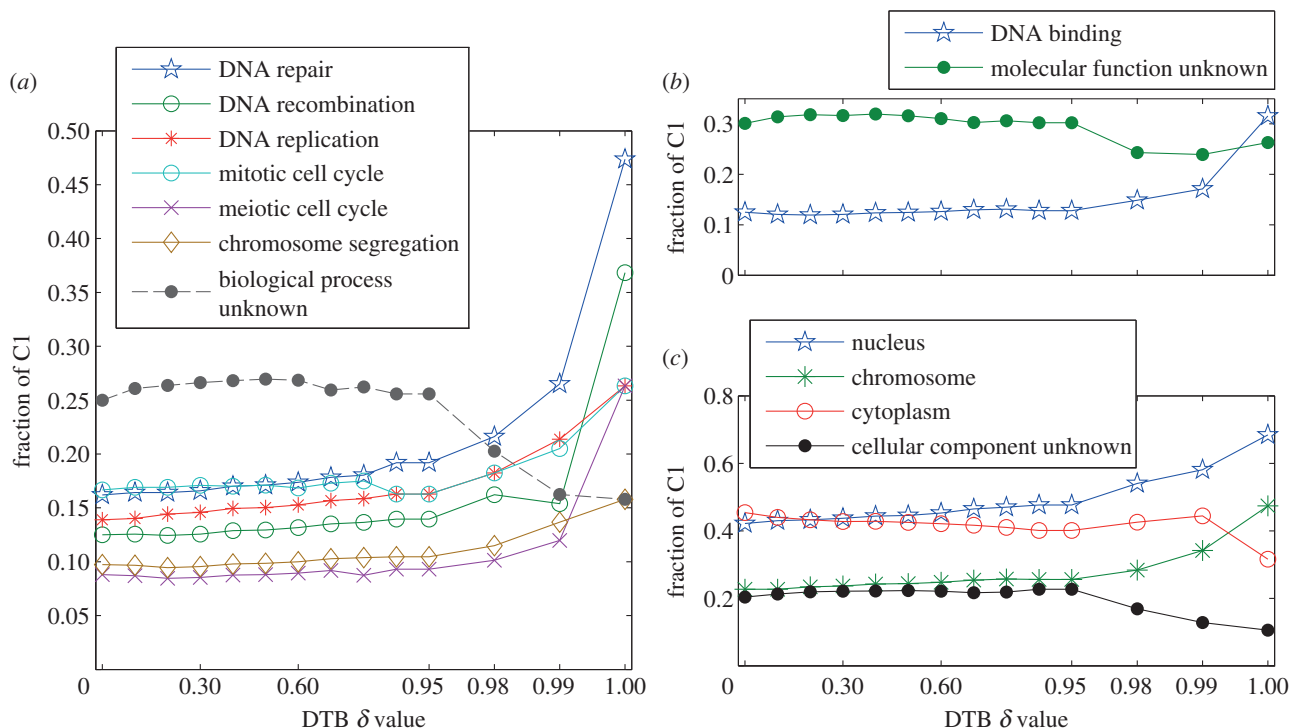 (a)
DNA repair
DNA recombination
DNA replication
mitotic cell cycle
meiotic cell cycle
chromosome segregation
biological process
unknown
0.50
0.45
0.40
0.35
0.30
0.25
0.20
0.15
0.10
0.05
fraction of C1
0 0.30 0.60 0.95 0.98 0.99 1.00
DTB δ value
(b)
DNA binding
molecular function unknown
0.3
0.2
0.1
0
fraction of C1
(c)
nucleus
chromosome
cytoplasm
cellular component unknown
0.8
0.6
0.4
0.2
fraction of C1
0 0.30 0.60 0.95 0.98 0.99 1.00
DTB δ value